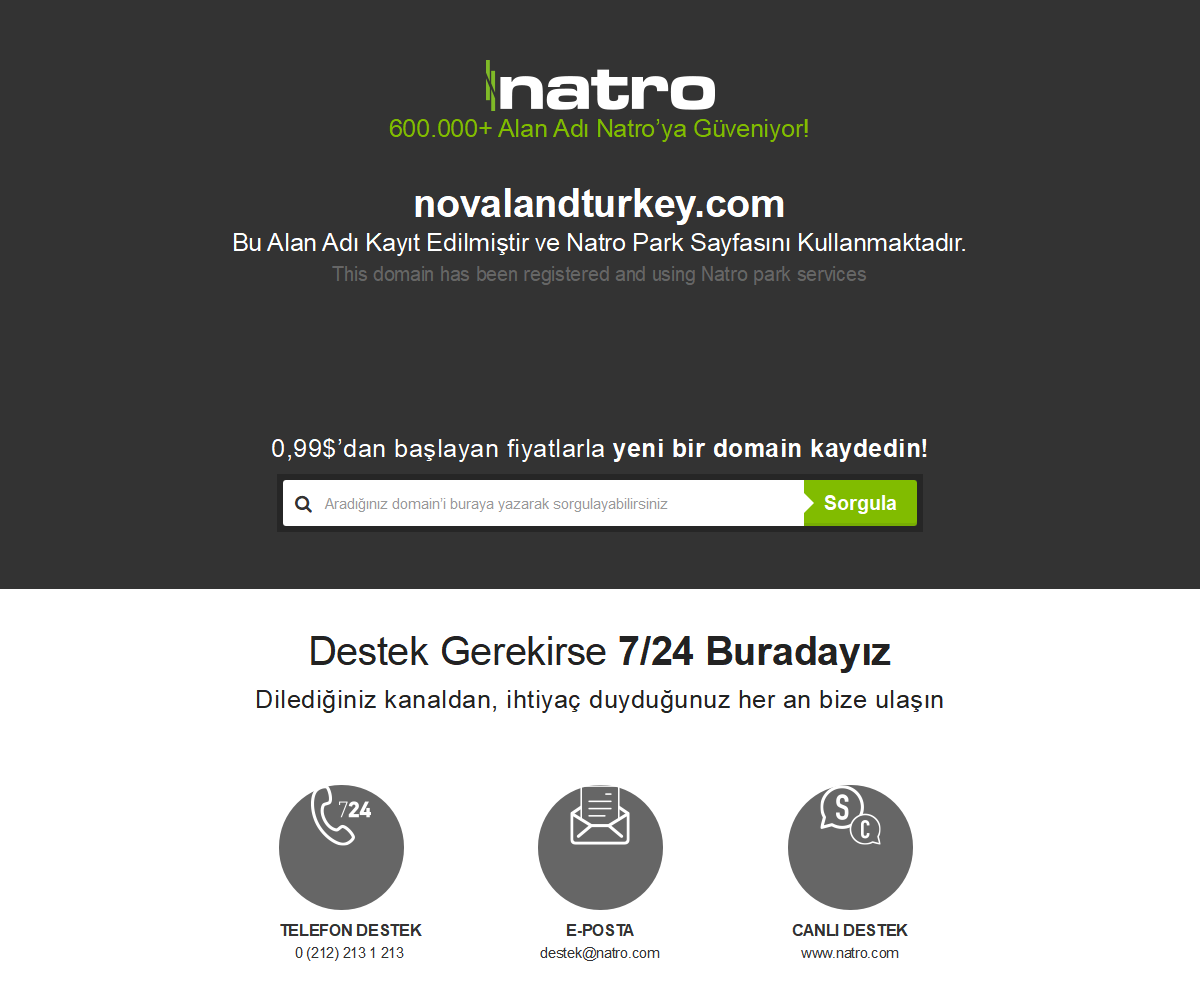 natro
600.000+ Alan Adı Natro’ya Güveniyor!
novalandturkey.com
Bu Alan Adı Kayıt Edilmiştir ve Natro Park Sayfasını Kullanmaktadır.
This domain has been registered and using Natro park services
0,99$’dan başlayan fiyatlarla yeni bir domain kaydedin!
Aradığınız domain'i buraya yazarak sorgulayabilirsiniz
Sorgula
Destek Gerekirse 7/24 Buradayız
Dilediğiniz kanaldan, ihtiyaç duyduğunuz her an bize ulaşın
724
S
C
TELEFON DESTEK
0 (212) 213 1 213
E-POSTA
destek@natro.com
CANLI DESTEK
www.natro.com